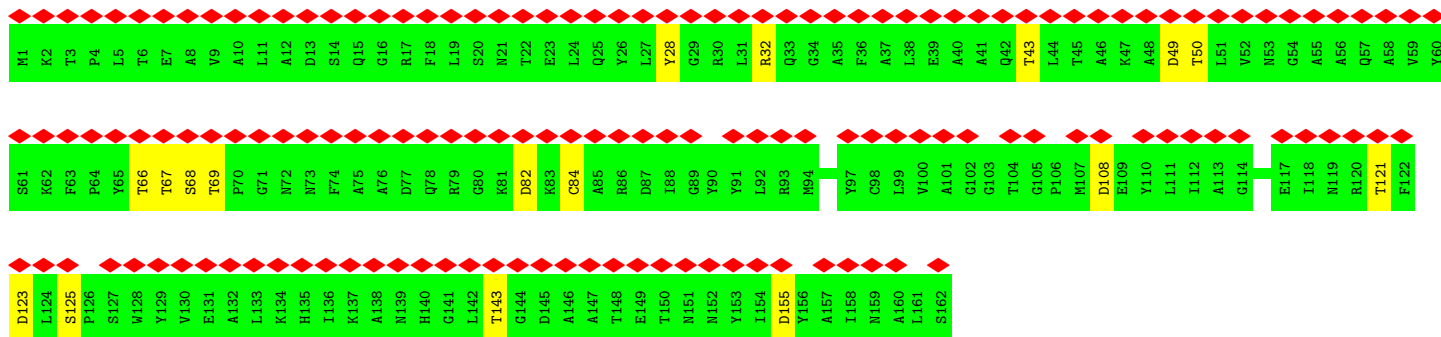 M1 K2 T3 P4 L5 T6 E7 A8 V9 A10 L11 A12 D13 S14 Q15 G16 R17 F18 L19 S20 N21 T22 E23 L24 Q25 Y26 L27 Y28 G29 R30 L31 R32 Q33 G34 A35 F36 A37 L38 E39 A40 A41 Q42 T43 L44 T45 A46 K47 A48 D49 T50 L51 V52 N53 G54 A55 A56 Q57 A58 V59 Y60
S61 K62 F63 P64 Y65 T66 T67 S68 T69 P70 G71 N72 N73 F74 A75 A76 D77 Q78 R79 G80 K81 D82 K83 C84 A85 R86 D87 I88 G89 Y90 Y91 L92 R93 M94 Y97 C98 L99 V100 A101 G102 G103 T104 G105 P106 M107 D108 E109 Y110 L111 I112 A113 G114 E117 I118 N119 R120 T121 F122
D123 L124 S125 P126 S127 W128 Y129 V130 E131 A132 L133 K134 H135 I136 K137 A138 N139 H140 G141 L142 T143 G144 D145 A146 A147 T148 E149 T150 N151 N152 Y153 I154 D155 Y156 A157 I158 N159 A160 L161 S162